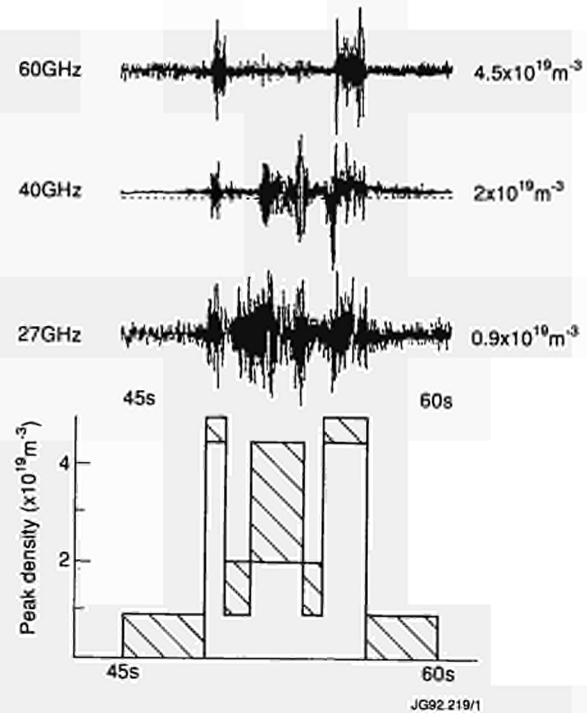 60GHz 4.5x10¹⁹m⁻³
40GHz 2x10¹⁹m⁻³
27GHz 0.9x10¹⁹m⁻³
45s 60s
Peak density (x10¹⁹m⁻³)
4
2
45s 60s
JG92.219/1